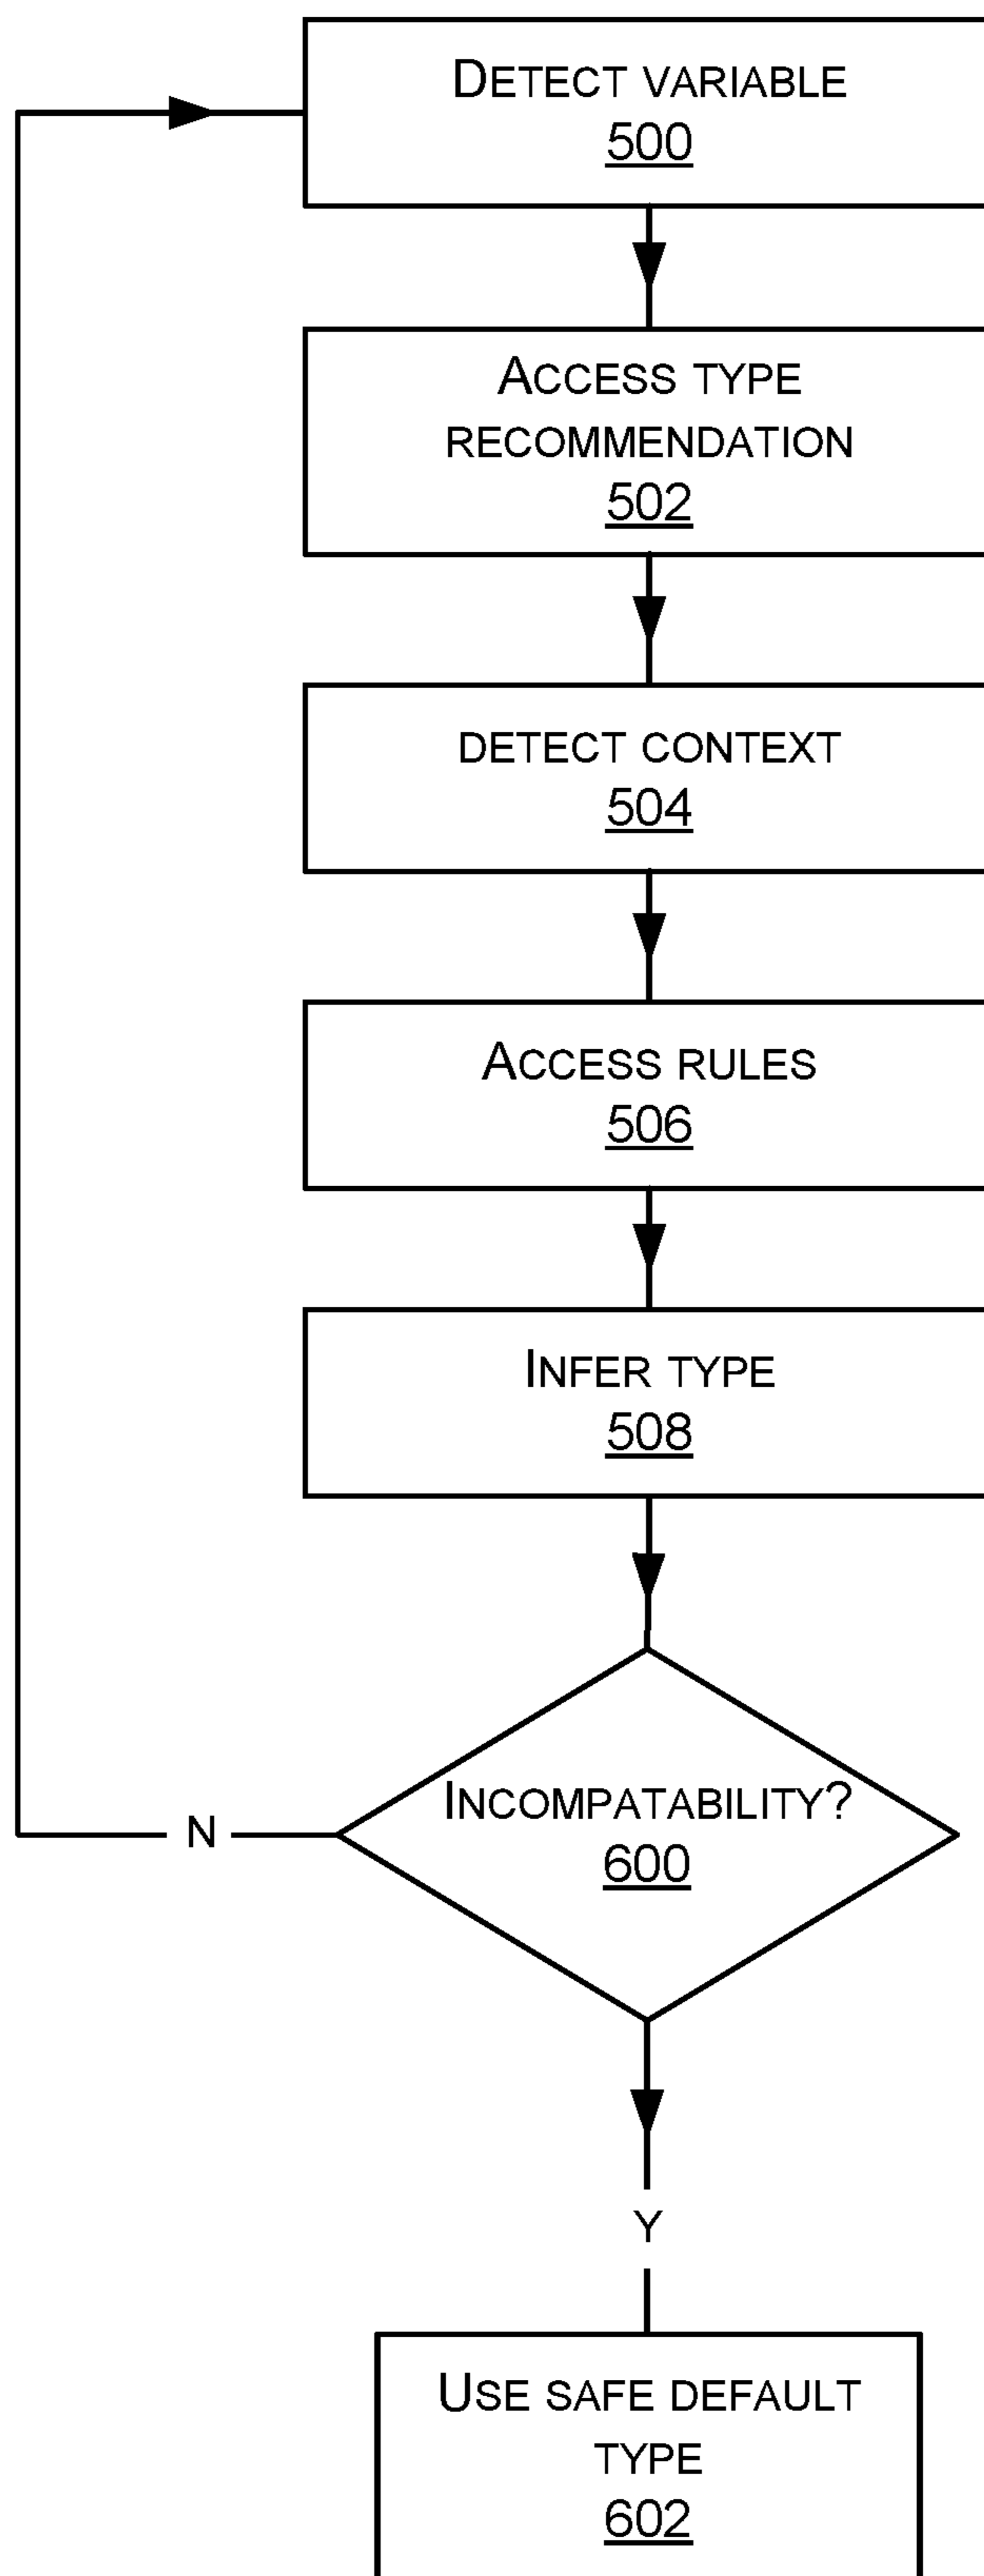 DETECT VARIABLE
500
ACCESS TYPE
RECOMMENDATION
502
DETECT CONTEXT
504
ACCESS RULES
506
INFER TYPE
508
INCOMPATABILITY?
600
N
Y
USE SAFE DEFAULT
TYPE
602